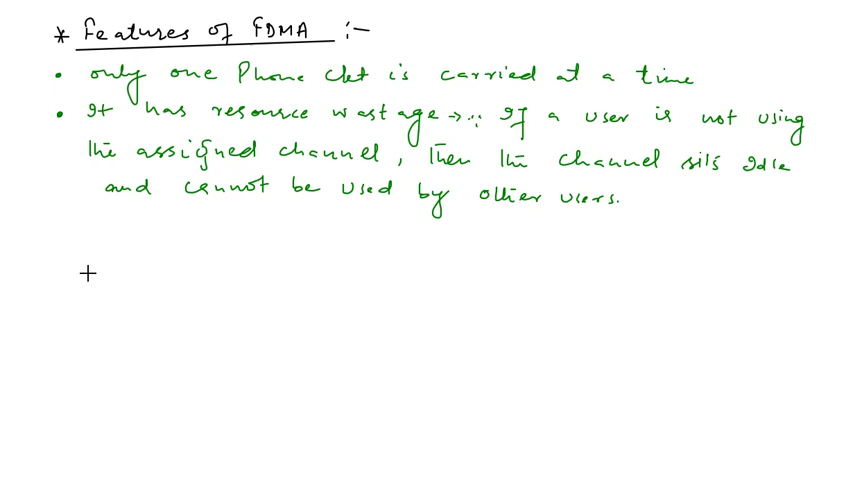 * Features of FDMA :-
• only one Phone ckt is carried at a time
• It has resource wastage → ∵ If a user is not using
the assigned channel, then the channel sits Idle
and cannot be used by other users.